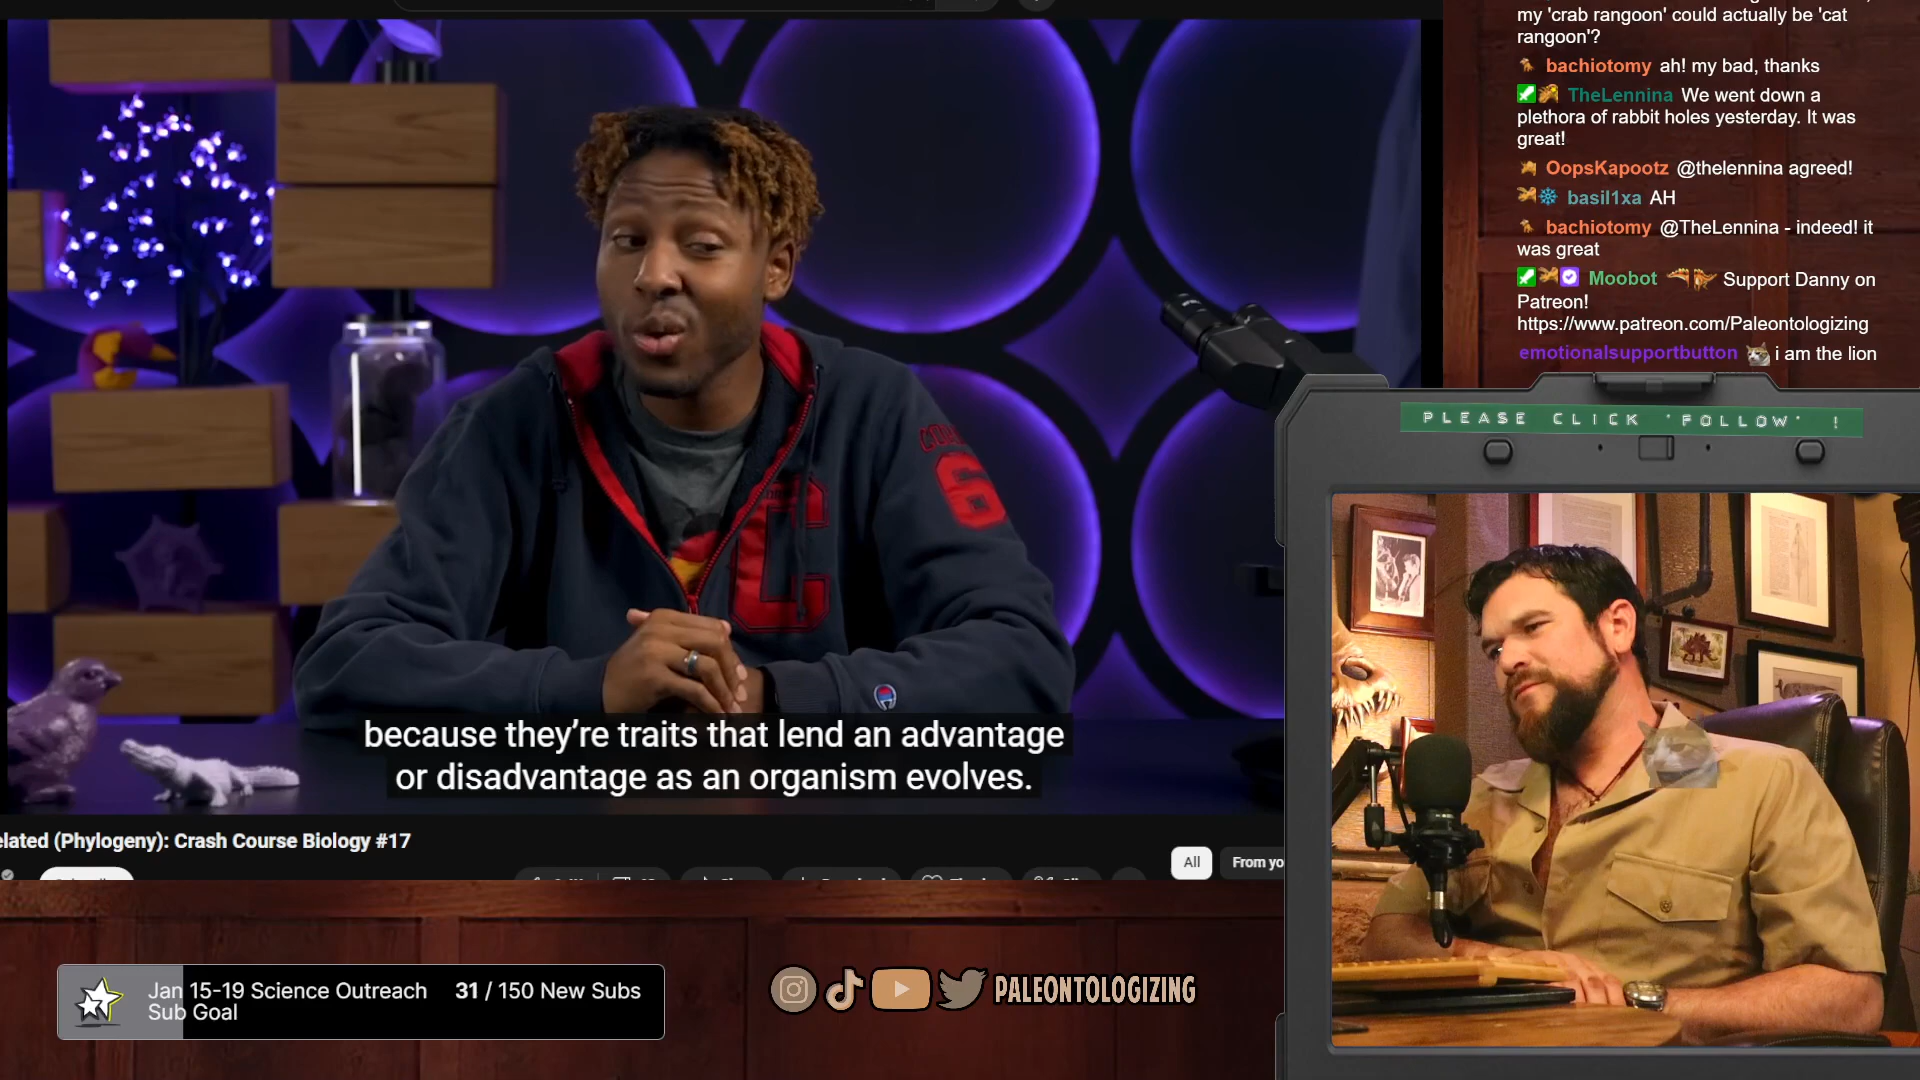 my 'crab rangoon' could actually be 'cat
rangoon'?
bachiotomy ah! my bad, thanks
TheLennina We went down a
plethora of rabbit holes yesterday. It was
great!
OopsKapootz @thelennina agreed!
basil1xa AH
bachiotomy @TheLennina - indeed! it
was great
Moobot Support Danny on
Patreon!
https://www.patreon.com/Paleontologizing
emotionalsupportbutton i am the lion
PLEASE CLICK "FOLLOW" !
C
6
because they're traits that lend an advantage
or disadvantage as an organism evolves.
elated (Phylogeny): Crash Course Biology #17
All
From yo
Jan 15-19 Science Outreach
Sub Goal
31 / 150 New Subs
PALEONTOLOGIZING